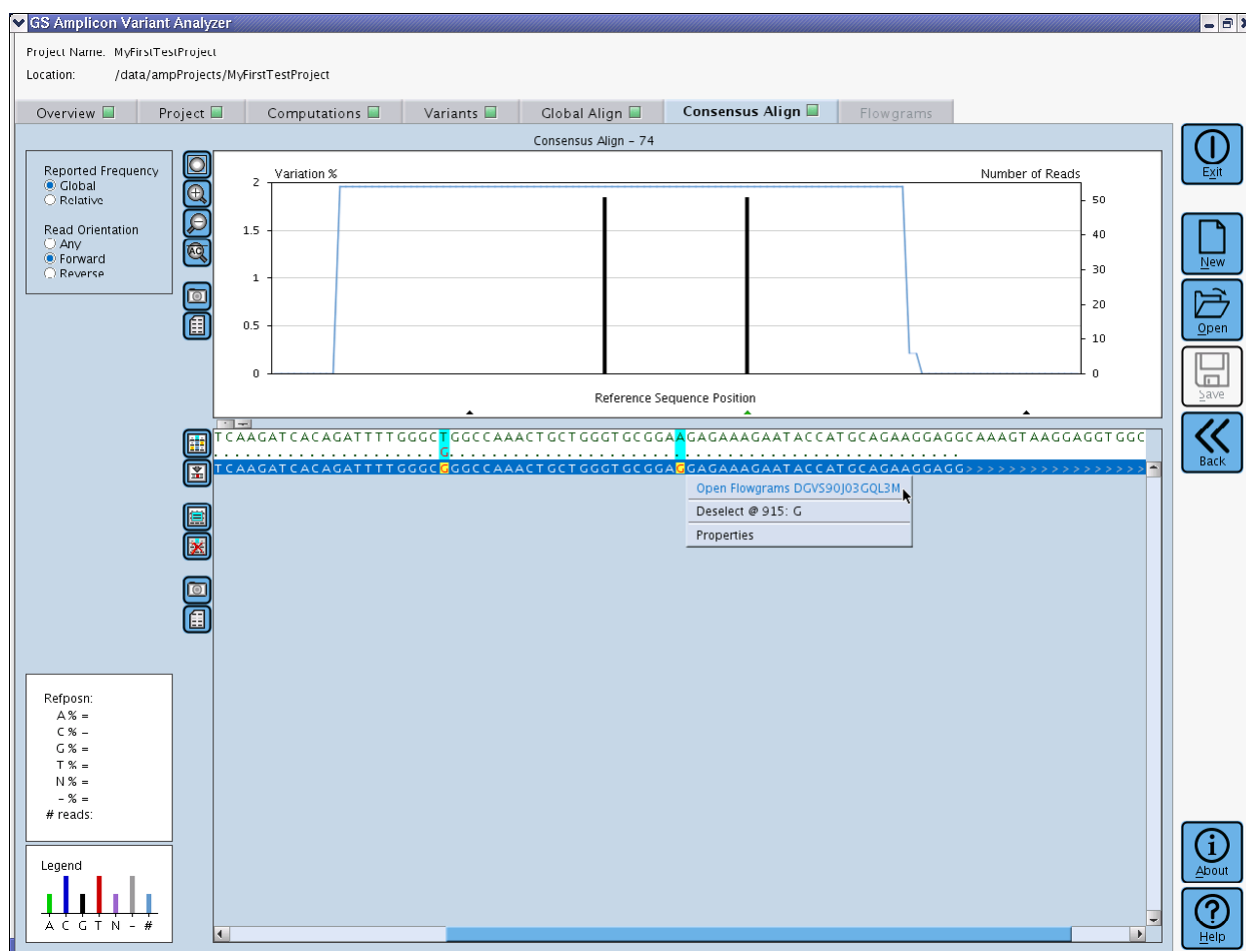 GS Amplicon Variant Analyzer
Project Name: MyFirstTestProject
Location: /data/ampProjects/MyFirstTestProject
Overview Project Computations Variants Global Align Consensus Align Flowgrams
Consensus Align - 74
Reported Frequency
Global
Relative
Read Orientation
Any
Forward
Reverse
Variation %
Number of Reads
2
1.5
1
0.5
0
50
40
30
20
10
0
Reference Sequence Position
TCAAGATCACAGATTTTGGGCTGGCCAAACTGCTGGGTGCGGAAGAGAAAGAATACCATGCAGAAGGAGGCAAAGTAAGGAGGTGGC
G
TCAAGATCACAGATTTTGGGCGGGCCAAACTGCTGGGTGCGGAGGAGAAAGAATACCATGCAGAAGGAGG>>>>>>>>>>>>>>>>>
Open Flowgrams DGVS90J03GQL3M
Deselect @ 915: G
Properties
Refposn:
A % =
C % =
G % =
T % =
N % =
- % =
# reads:
Legend
A C G T N - #
Exit
New
Open
Save
Back
About
Help